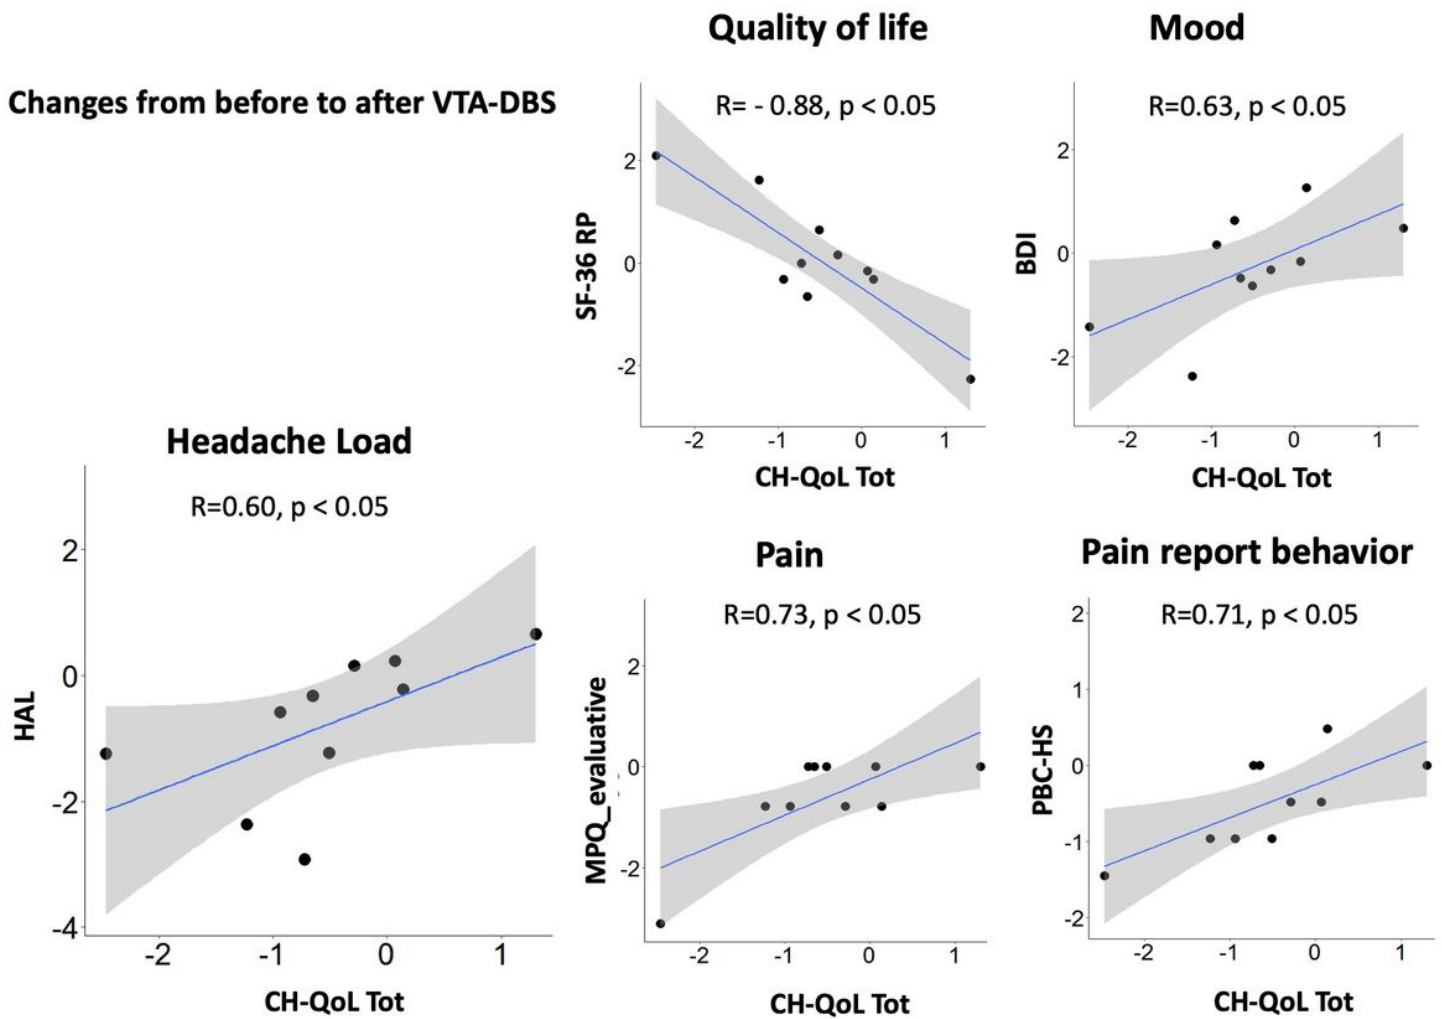 Changes from before to after VTA-DBS
Quality of life
R= - 0.88, p < 0.05
SF-36 RP
2
0
-2
-2
-1
0
1
CH-QoL Tot
Mood
R=0.63, p < 0.05
BDI
2
0
-2
-2
-1
0
1
CH-QoL Tot
Headache Load
R=0.60, p < 0.05
HAL
2
0
-2
-4
-2
-1
0
1
CH-QoL Tot
Pain
R=0.73, p < 0.05
MPQ_evaluative
2
0
-2
-2
-1
0
1
CH-QoL Tot
Pain report behavior
R=0.71, p < 0.05
PBC-HS
2
1
0
-1
-2
-2
-1
0
1
CH-QoL Tot